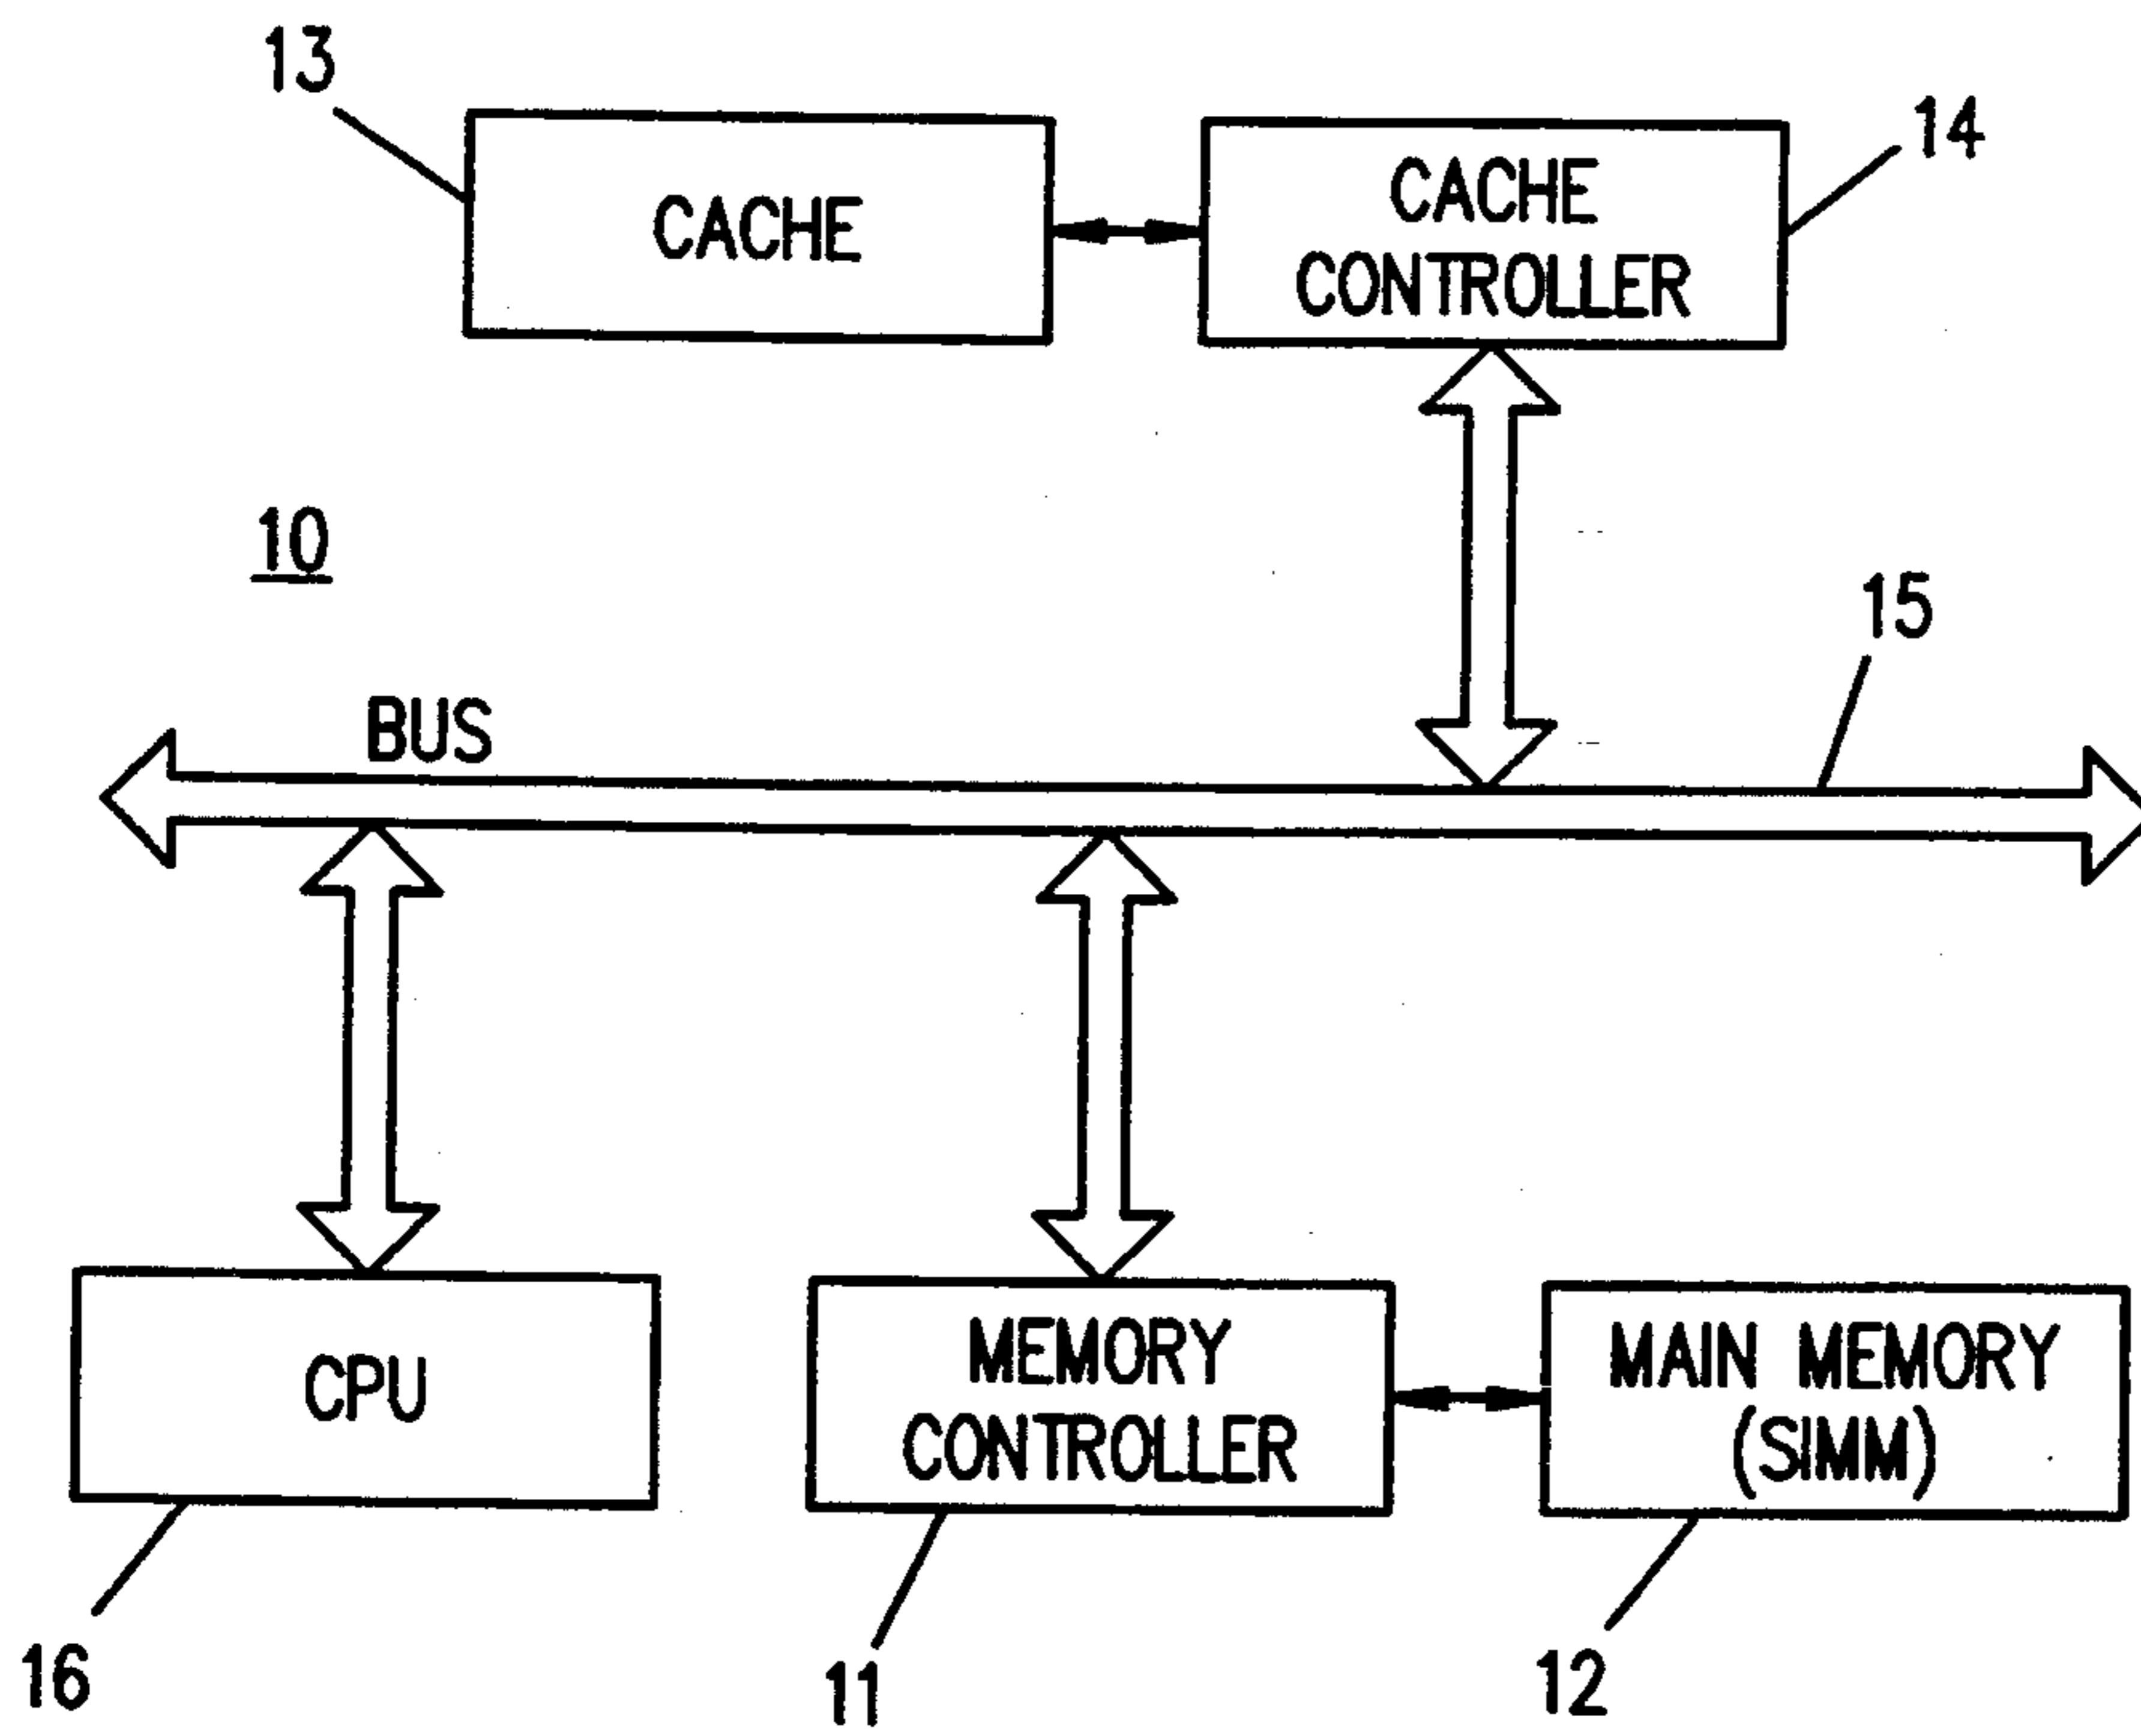 13
CACHE
CACHE
CONTROLLER
14
10
15
BUS
CPU
MEMORY
CONTROLLER
MAIN MEMORY
(SIMM)
16
11
12